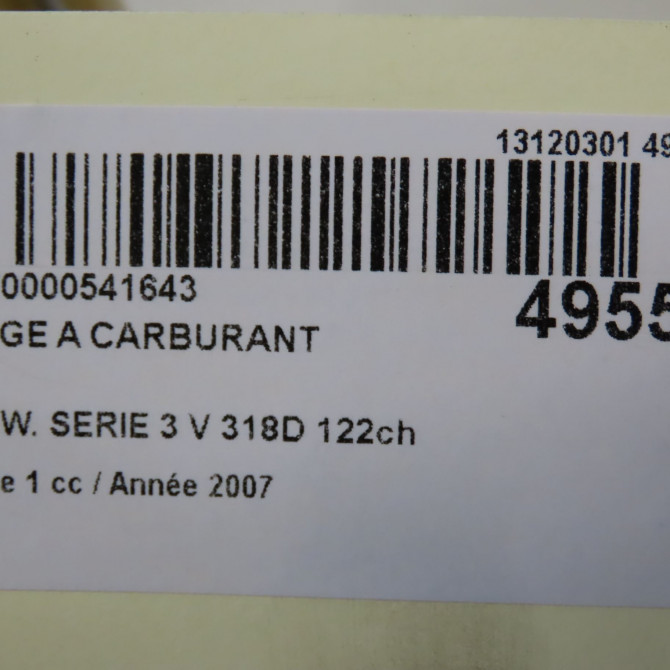 13120301 49
0000541643
4955
GE A CARBURANT
W. SERIE 3 V 318D 122ch
e 1 cc / Année 2007